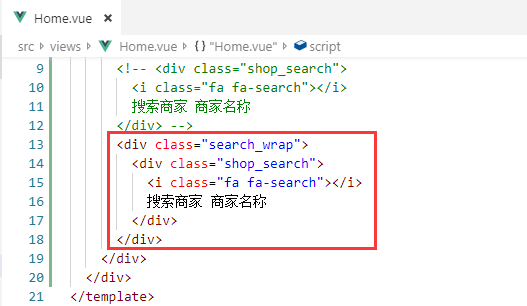 Home.vue ×
src > views > Home.vue > {} "Home.vue" > script
9 <!-- <div class="shop_search">
10 <i class="fa fa-search"></i>
11 搜索商家 商家名称
12 </div> -->
13 <div class="search_wrap">
14 <div class="shop_search">
15 <i class="fa fa-search"></i>
16 搜索商家 商家名称
17 </div>
18 </div>
19 </div>
20 </div>
21 </template>